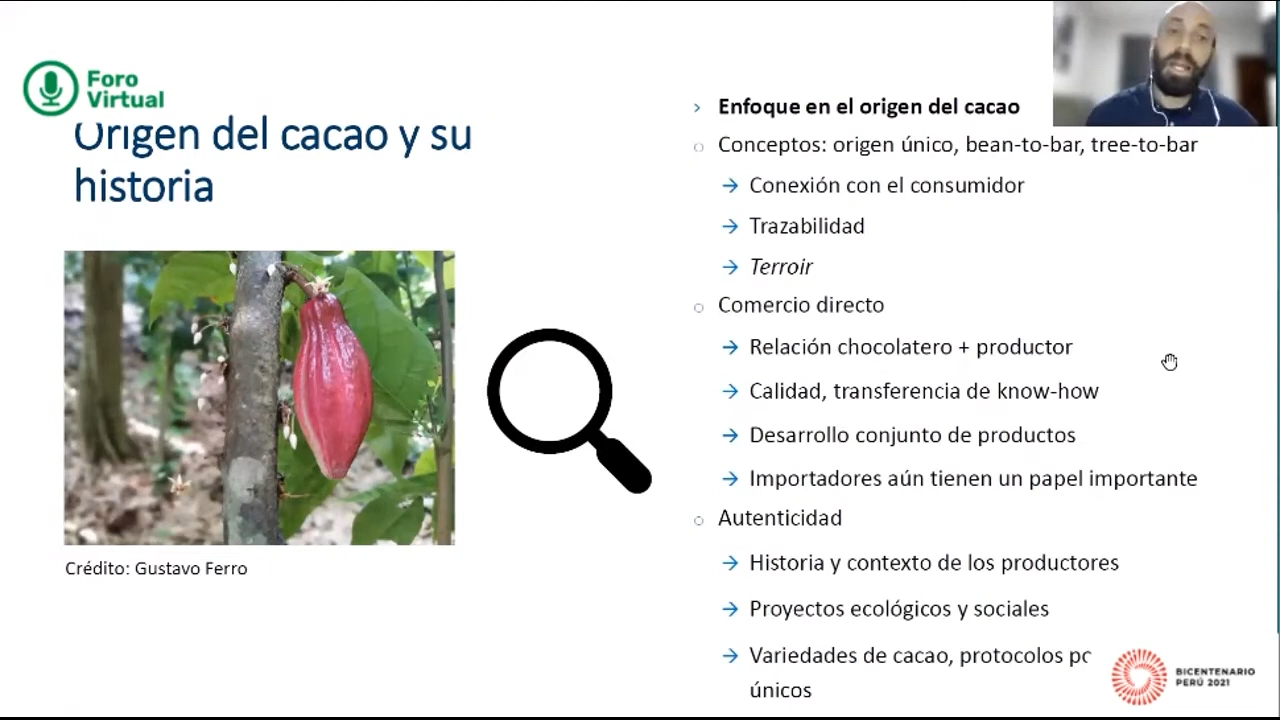 Foro
Virtual
Origen del cacao y su
historia
Crédito: Gustavo Ferro
Enfoque en el origen del cacao
Conceptos: origen único, bean-to-bar, tree-to-bar
Conexión con el consumidor
Trazabilidad
Terroir
Comercio directo
Relación chocolatero + productor
Calidad, transferencia de know-how
Desarrollo conjunto de productos
Importadores aún tienen un papel importante
Autenticidad
Historia y contexto de los productores
Proyectos ecológicos y sociales
Variedades de cacao, protocolos
únicos
BICENTENARIO
PERÚ 2021